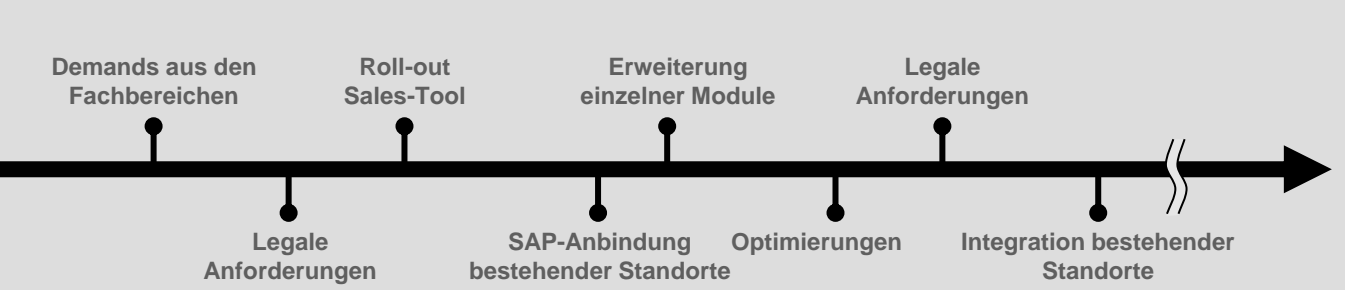 Demands aus den
Fachbereichen
Roll-out
Sales-Tool
Erweiterung
einzelner Module
Legale
Anforderungen
Legale
Anforderungen
SAP-Anbindung
bestehender Standorte
Optimierungen
Integration bestehender
Standorte